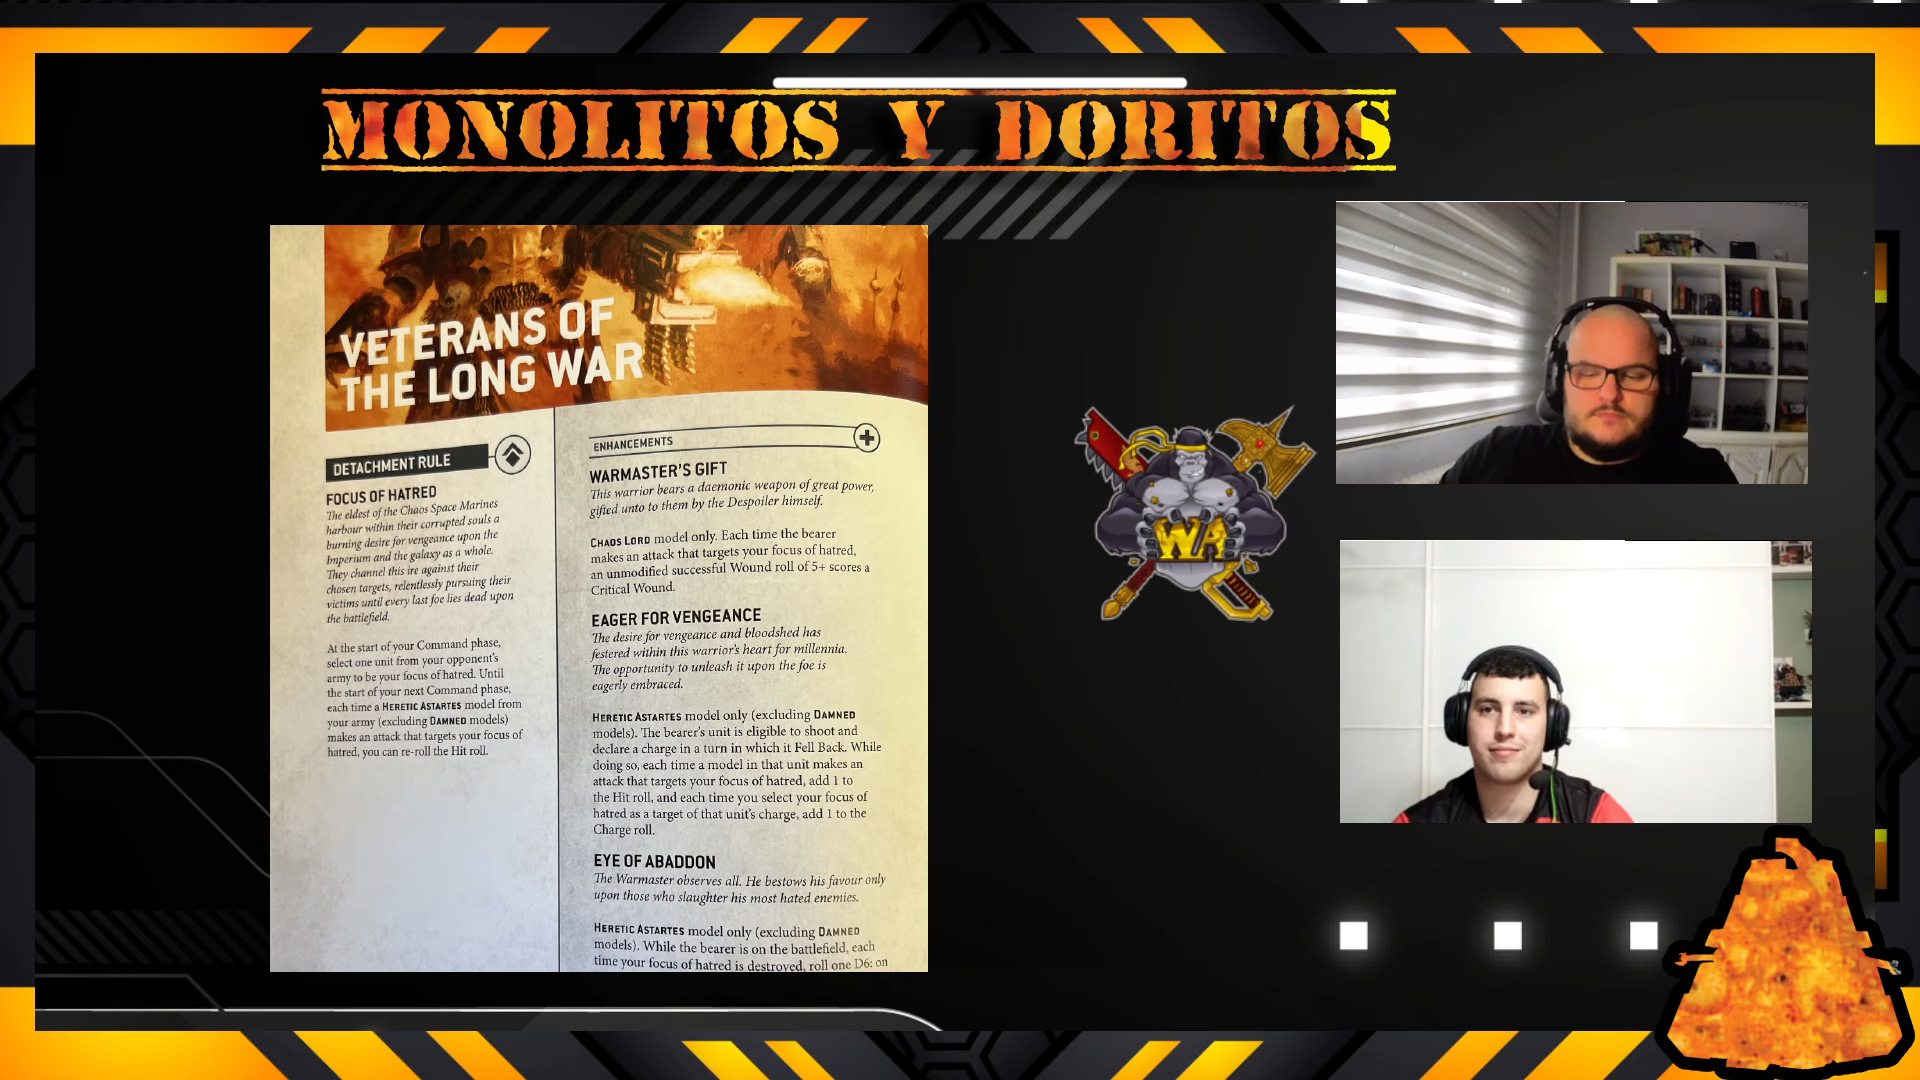 MONOLITOS Y DORITOS
VETERANS OF
THE LONG WAR
DETACHMENT RULE
FOCUS OF HATRED
The eldest of the Chaos Space Marines
harbour within their corrupted souls a
burning desire for vengeance upon the
Imperium and the galaxy as a whole.
They channel this ire against their
chosen targets, relentlessly pursuing their
victims until every last foe lies dead upon
the battlefield.
At the start of your Command phase,
select one unit from your opponent's
army to be your focus of hatred. Until
the start of your next Command phase,
each time a HERETIC ASTARTES model from
your army (excluding DAMNED models)
makes an attack that targets your focus of
hatred, you can re-roll the Hit roll.
ENHANCEMENTS
WARMASTER'S GIFT
This warrior bears a daemonic weapon of great power,
gifted unto to them by the Despoiler himself.
CHAOS LORD model only. Each time the bearer
makes an attack that targets your focus of hatred,
an unmodified successful Wound roll of 5+ scores a
Critical Wound.
EAGER FOR VENGEANCE
The desire for vengeance and bloodshed has
festered within this warrior's heart for millennia.
The opportunity to unleash it upon the foe is
eagerly embraced.
HERETIC ASTARTES model only (excluding DAMNED
models). The bearer's unit is eligible to shoot and
declare a charge in a turn in which it Fell Back. While
doing so, each time a model in that unit makes an
attack that targets your focus of hatred, add 1 to
the Hit roll, and each time you select your focus of
hatred as a target of that unit's charge, add 1 to the
Charge roll.
EYE OF ABADDON
The Warmaster observes all. He bestows his favour only
upon those who slaughter his most hated enemies.
HERETIC ASTARTES model only (excluding DAMNED
models). While the bearer is on the battlefield, each
time your focus of hatred is destroyed, roll one D6: on
WA